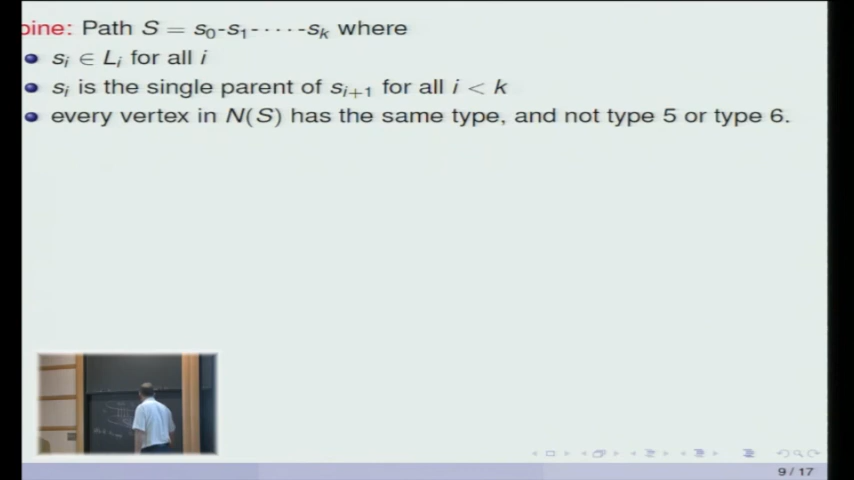 pine: Path S = s₀-s₁-·····-sₖ where
sᵢ ∈ Lᵢ for all i
sᵢ is the single parent of sᵢ₊₁ for all i < k
every vertex in N(S) has the same type, and not type 5 or type 6.
9 / 17